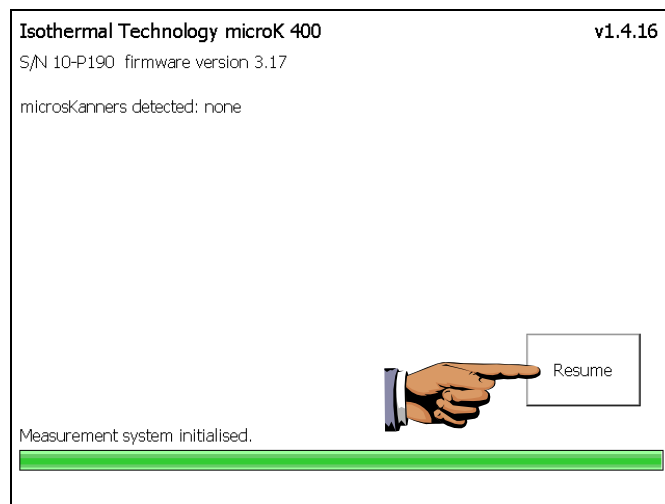 Isothermal Technology microK 400 v1.4.16
S/N 10-P190 firmware version 3.17
microsKanners detected: none
Resume
Measurement system initialised.